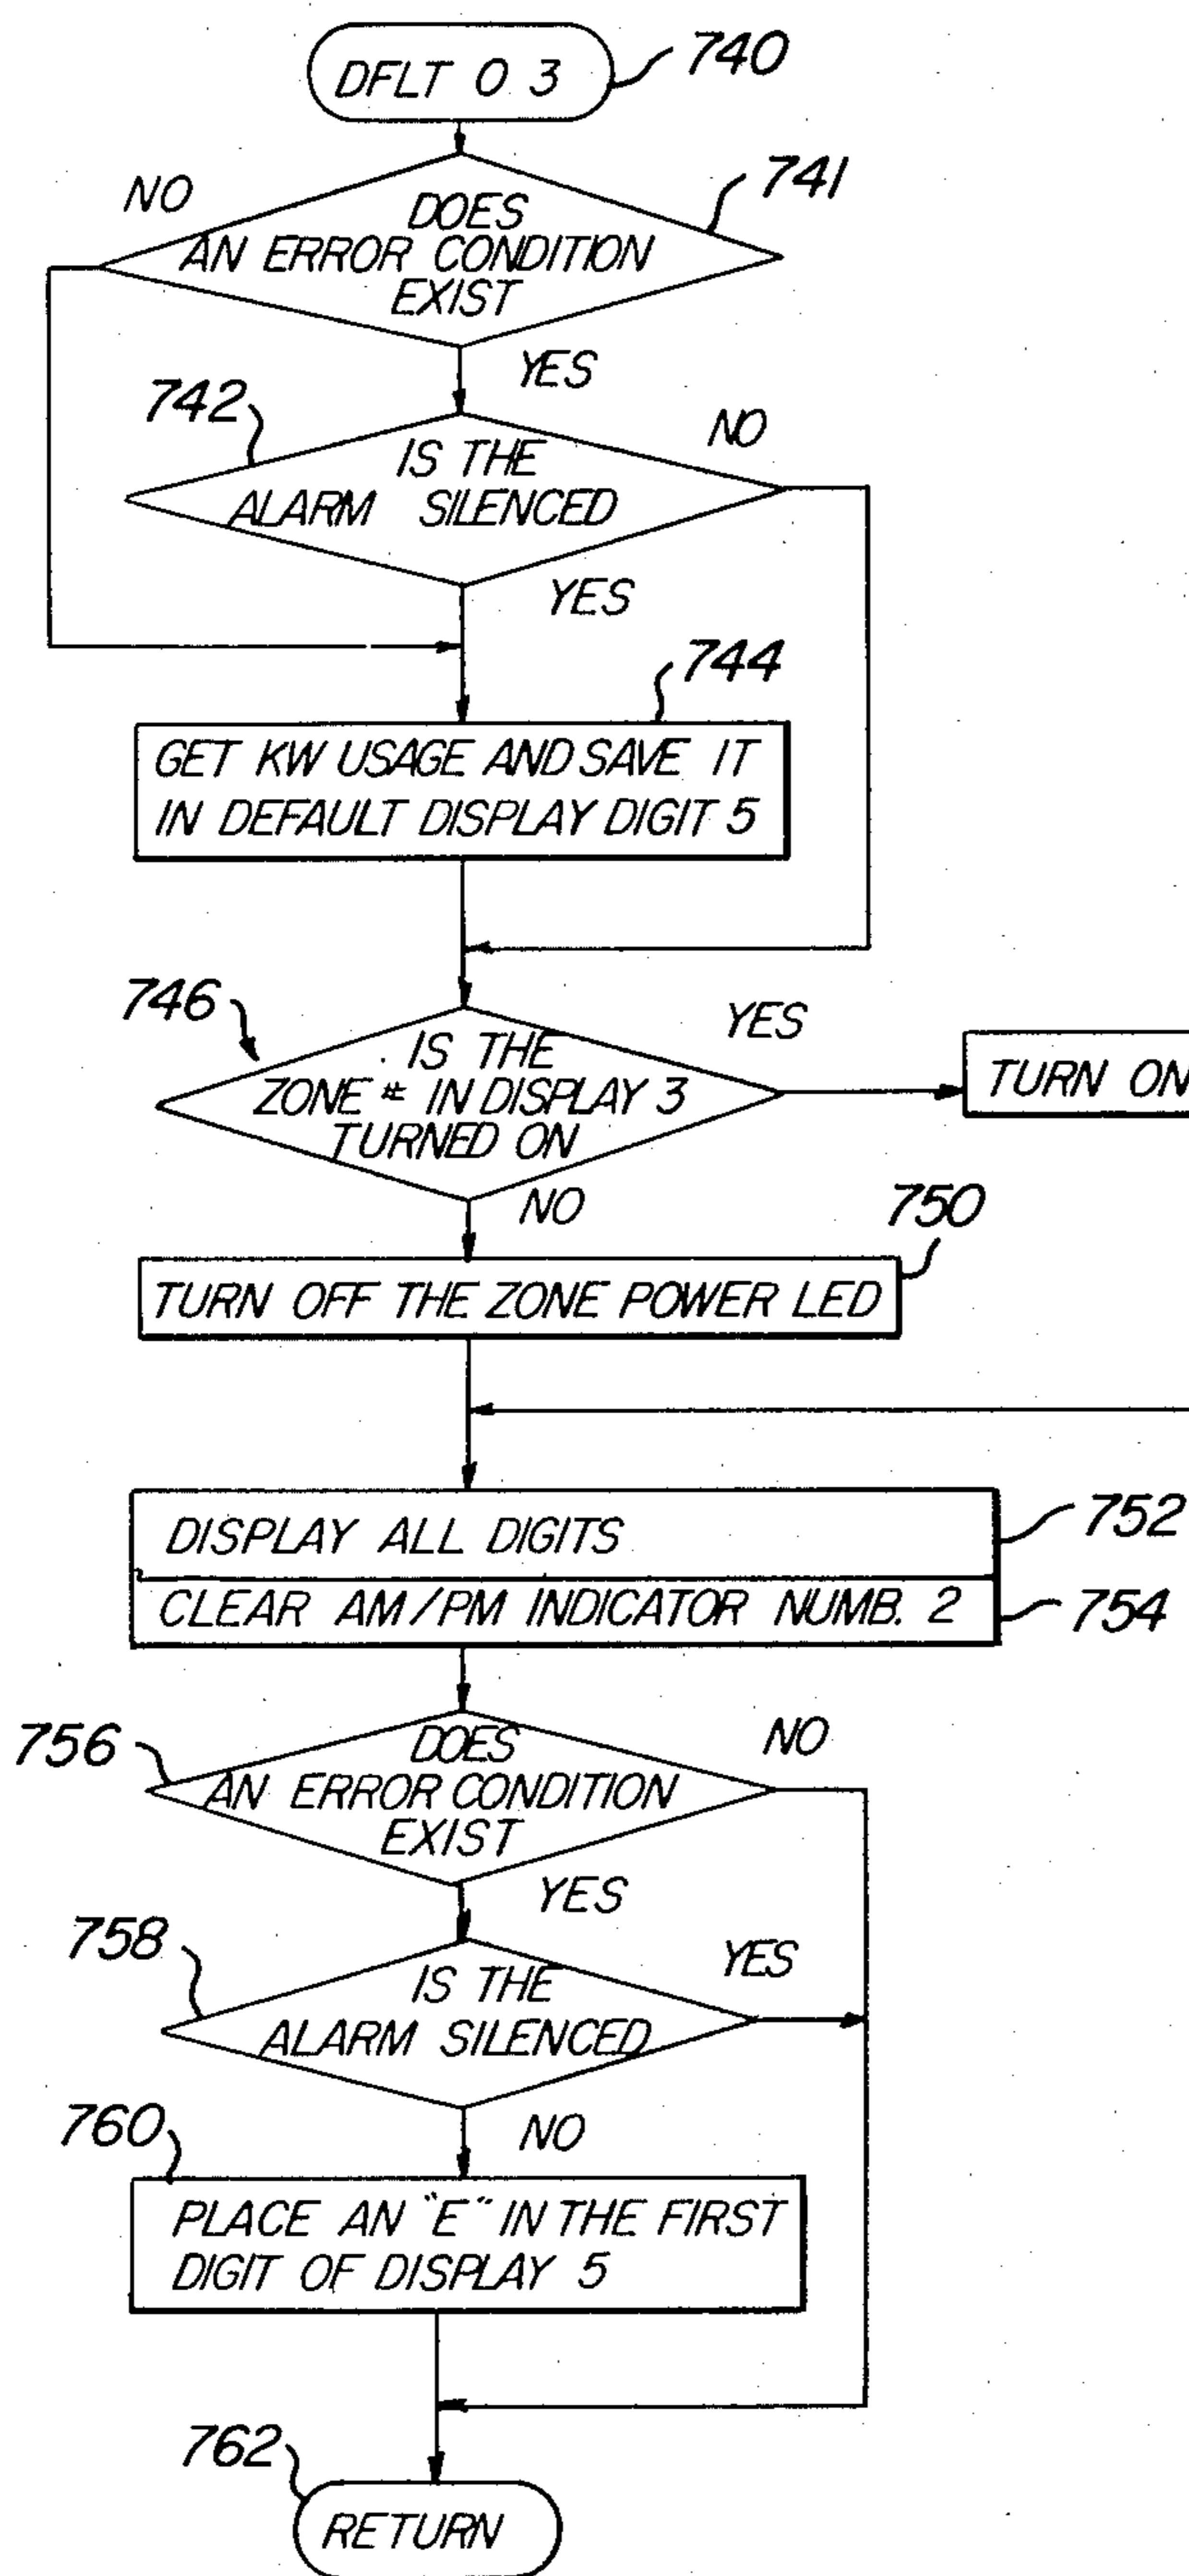 DFLT 0 3
740
NO
741
DOES
AN ERROR CONDITION
EXIST
YES
742
NO
IS THE
ALARM SILENCED
YES
744
GET KW USAGE AND SAVE IT
IN DEFAULT DISPLAY DIGIT 5
746
YES
IS THE
ZONE # IN DISPLAY 3
TURNED ON
TURN ON
NO
750
TURN OFF THE ZONE POWER LED
DISPLAY ALL DIGITS
752
CLEAR AM/PM INDICATOR NUMB. 2
754
756
DOES
AN ERROR CONDITION
EXIST
NO
YES
758
YES
IS THE
ALARM SILENCED
760
NO
PLACE AN "E" IN THE FIRST
DIGIT OF DISPLAY 5
762
RETURN